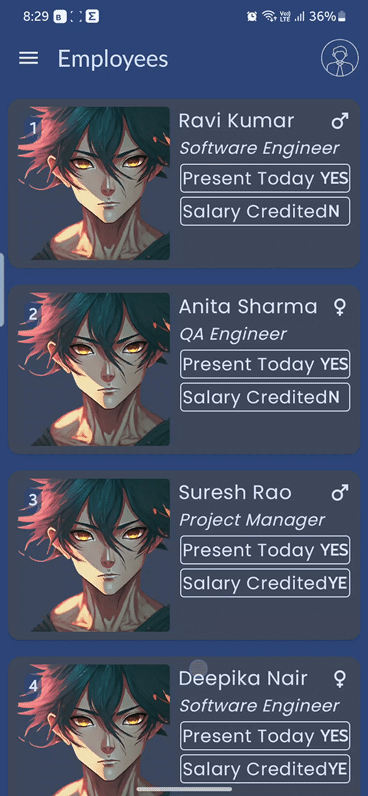 8:29 B Σ Vo) LTE 36%
Employees
1
Ravi Kumar
Software Engineer
Present Today YES
Salary CreditedN
2
Anita Sharma
QA Engineer
Present Today YES
Salary CreditedN
3
Suresh Rao
Project Manager
Present Today YES
Salary CreditedYE
4
Deepika Nair
Software Engineer
Present Today YES
Salary CreditedYE